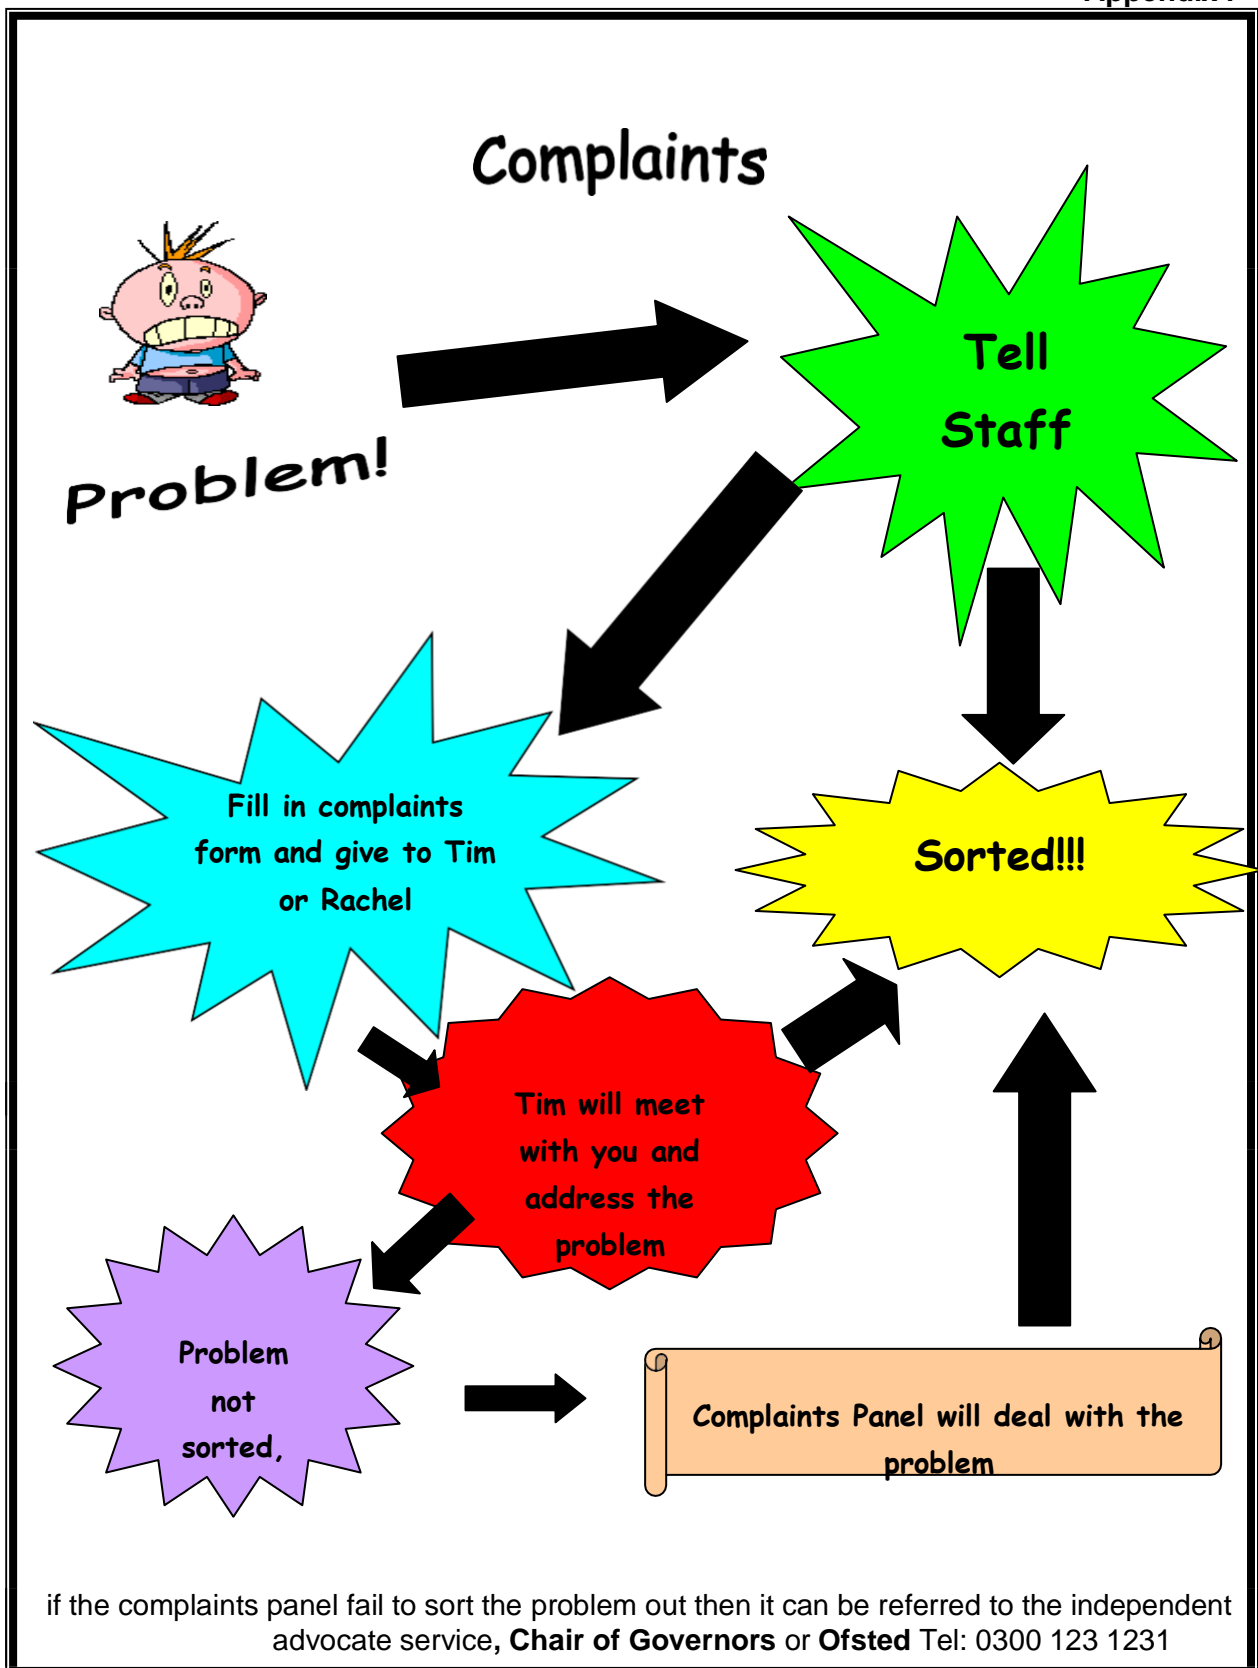 Complaints
Problem!
Tell
Staff
Fill in complaints
form and give to Tim
or Rachel
Sorted!!!
Tim will meet
with you and
address the
problem
Problem
not
sorted,
Complaints Panel will deal with the
problem
if the complaints panel fail to sort the problem out then it can be referred to the independent
advocate service, Chair of Governors or Ofsted Tel: 0300 123 1231